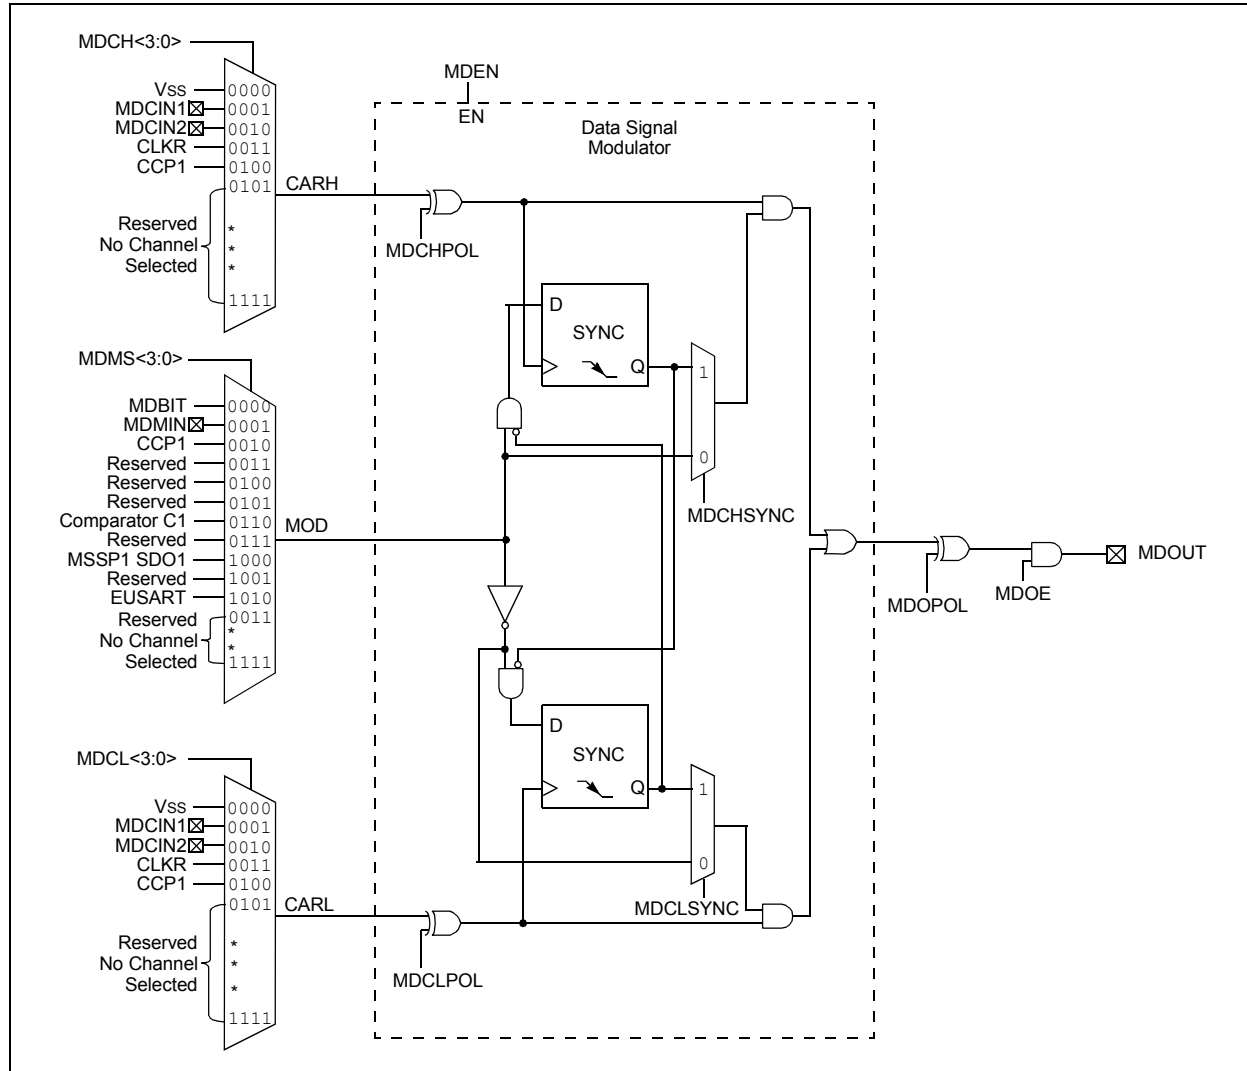 MDCH<3:0>
VSS 0000
MDCIN1 0001
MDCIN2 0010
CLKR 0011
CCP1 0100
0101
CARH
Reserved *
No Channel *
Selected *
1111
MDEN
EN
Data Signal
Modulator
MDCHPOL
D
SYNC
Q
1
0
MDCHSYNC
MDMS<3:0>
MDBIT 0000
MDMIN 0001
CCP1 0010
Reserved 0011
Reserved 0100
Reserved 0101
Comparator C1 0110
Reserved 0111
MOD
MSSP1 SDO1 1000
Reserved 1001
EUSART 1010
Reserved 0011
No Channel *
*
Selected 1111
MDOPOL
MDOE
MDOUT
D
SYNC
Q
1
0
MDCLSYNC
MDCL<3:0>
VSS 0000
MDCIN1 0001
MDCIN2 0010
CLKR 0011
CCP1 0100
0101
CARL
Reserved *
No Channel *
Selected *
1111
MDCLPOL